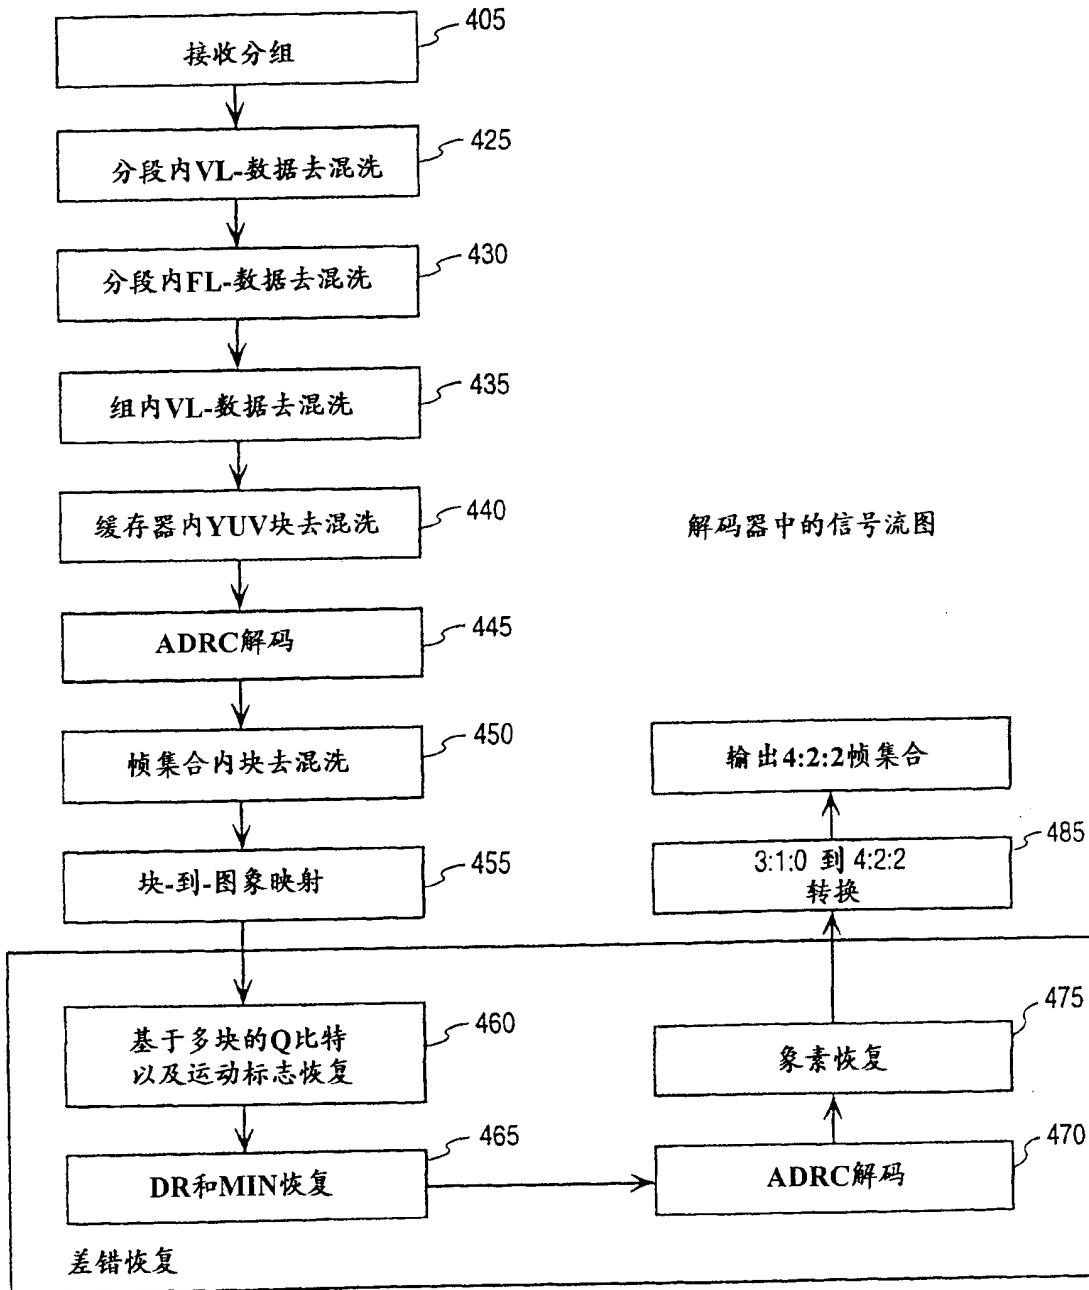 接收分组
405
分段内VL-数据去混洗
425
分段内FL-数据去混洗
430
组内VL-数据去混洗
435
缓存器内YUV块去混洗
440
解码器中的信号流图
ADRC解码
445
帧集合内块去混洗
450
块-到-图象映射
455
基于多块的Q比特
以及运动标志恢复
460
DR和MIN恢复
465
ADRC解码
470
象素恢复
475
3:1:0 到 4:2:2
转换
485
输出4:2:2帧集合
差错恢复